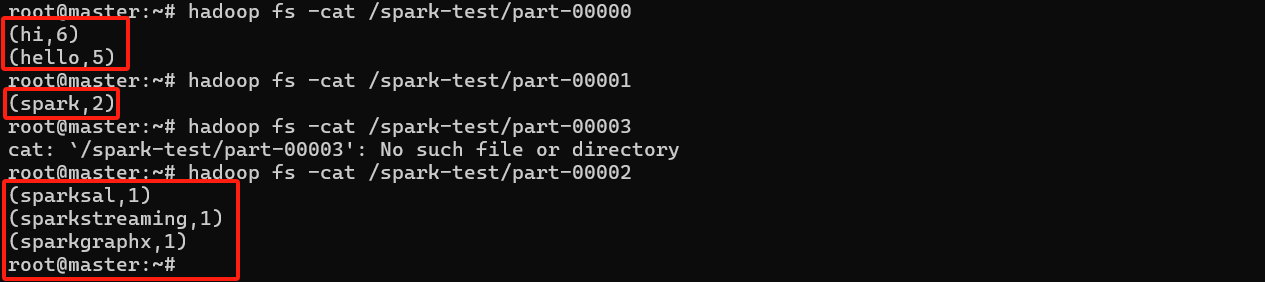 root@master:~# hadoop fs -cat /spark-test/part-00000
(hi,6)
(hello,5)
root@master:~# hadoop fs -cat /spark-test/part-00001
(spark,2)
root@master:~# hadoop fs -cat /spark-test/part-00003
cat: `/spark-test/part-00003': No such file or directory
root@master:~# hadoop fs -cat /spark-test/part-00002
(sparksal,1)
(sparkstreaming,1)
(sparkgraphx,1)
root@master:~#